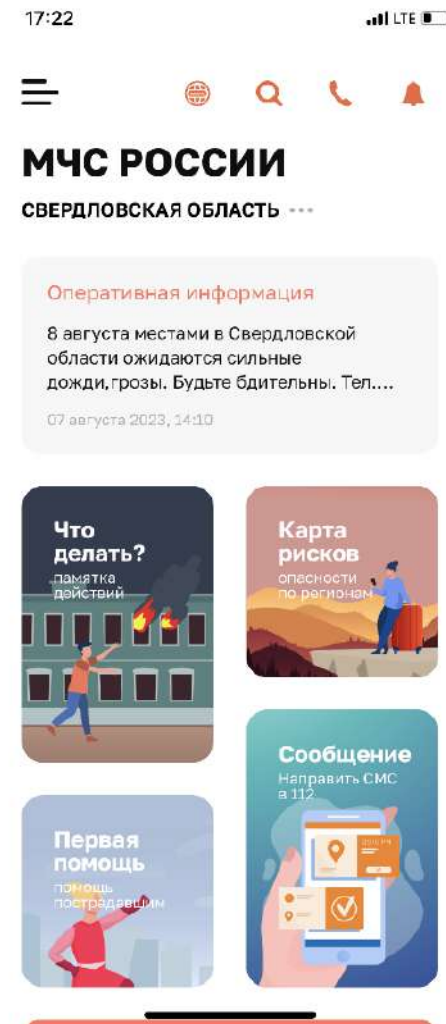 17:22
LTE
МЧС РОССИИ
СВЕРДЛОВСКАЯ ОБЛАСТЬ ...
Оперативная информация
8 августа местами в Свердловской
области ожидаются сильные
дожди,грозы. Будьте бдительны. Тел....
07 августа 2023, 14:10
Что
делать?
памятка
действий
Карта
рисков
опасности
по регионам
Сообщение
Направить СМС
в 112
Первая
помощь
помощь
пострадавшим